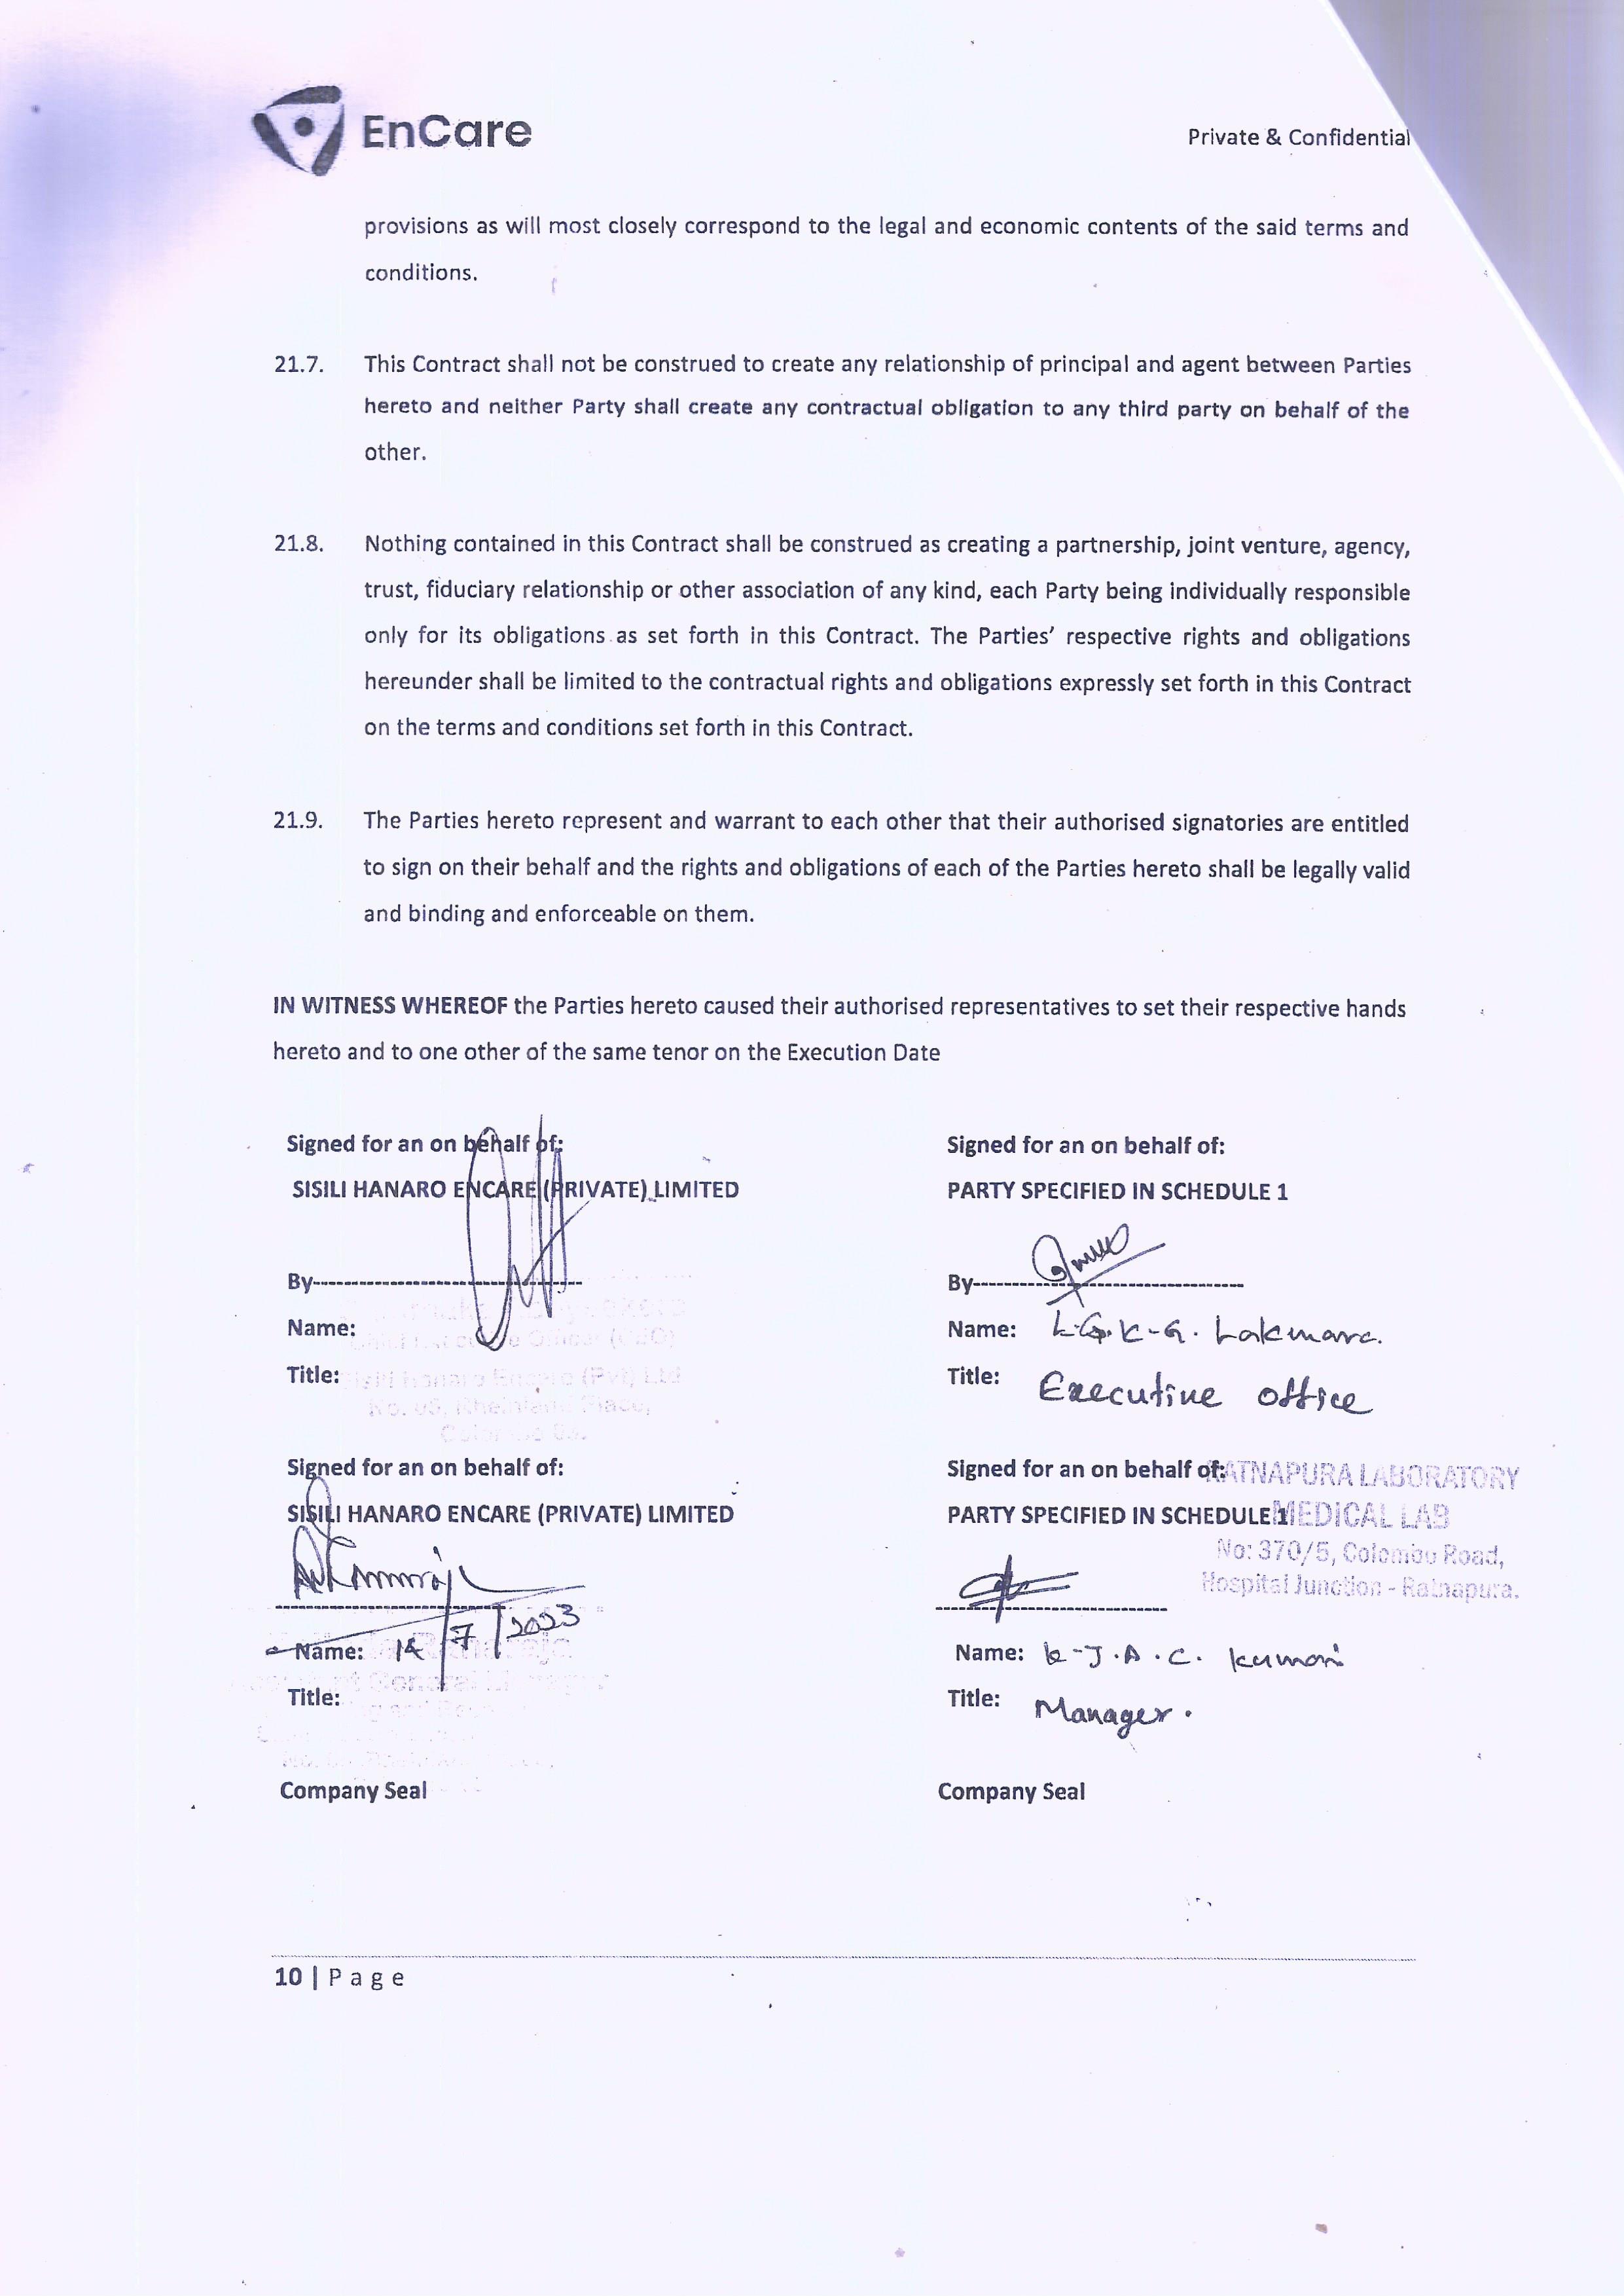 EnCare
Private & Confidential
provisions as will most closely correspond to the legal and economic contents of the said terms and
conditions.
21.7. This Contract shall not be construed to create any relationship of principal and agent between Parties
hereto and neither Party shall create any contractual obligation to any third party on behalf of the
other.
21.8. Nothing contained in this Contract shall be construed as creating a partnership, joint venture, agency,
trust, fiduciary relationship or other association of any kind, each Party being individually responsible
only for its obligations as set forth in this Contract. The Parties' respective rights and obligations
hereunder shall be limited to the contractual rights and obligations expressly set forth in this Contract
on the terms and conditions set forth in this Contract.
21.9. The Parties hereto represent and warrant to each other that their authorised signatories are entitled
to sign on their behalf and the rights and obligations of each of the Parties hereto shall be legally valid
and binding and enforceable on them.
IN WITNESS WHEREOF the Parties hereto caused their authorised representatives to set their respective hands
hereto and to one other of the same tenor on the Execution Date
Signed for an on behalf of:
SISILI HANARO ENCARE (PRIVATE) LIMITED
By
Name:
Officer (CEO)
Title:
(Pvt) Ltd
Signed for an on behalf of:
PARTY SPECIFIED IN SCHEDULE 1
By
Name: L.G.K-G. Lakmara.
Title: Executive office
Signed for an on behalf of:
SISILI HANARO ENCARE (PRIVATE) LIMITED
14/7/2023
Name:
Title:
Company Seal
Signed for an on behalf of:
PARTY SPECIFIED IN SCHEDULE 1
RATNAPURA LABORATORY
MEDICAL LAB
No: 370/5, Colombo Road,
Hospital Junction - Ratnapura.
Name: K-J.A.C. Kumari
Title: Manager.
Company Seal
10 | Page